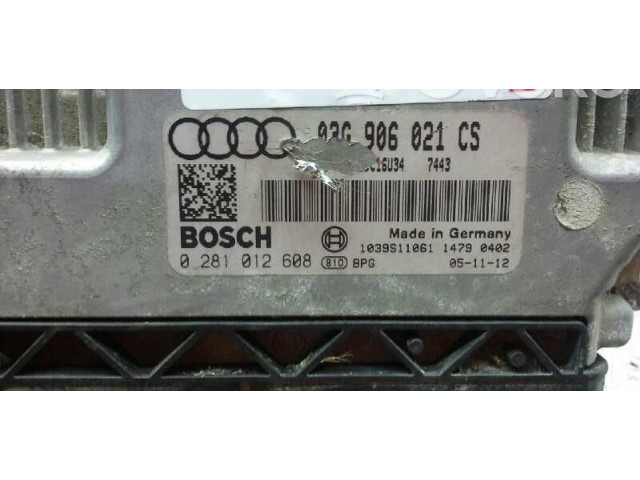 03G 906 021 CS
C16U34 7443
BOSCH
Made in Germany
1039S11061 1479 0402
0 281 012 608 810 BPG 05-11-12